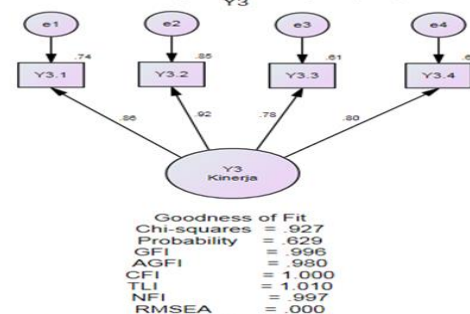 Y3
e1 e2 e3 e4
.74 .85 .61
Y3.1 Y3.2 Y3.3 Y3.4
.86 .92 .78 .80
Y3
Kinerja
Goodness of Fit
Chi-squares = .927
Probability = .629
GFI = .996
AGFI = .980
CFI = 1.000
TLI = 1.010
NFI = .997
RMSEA = .000